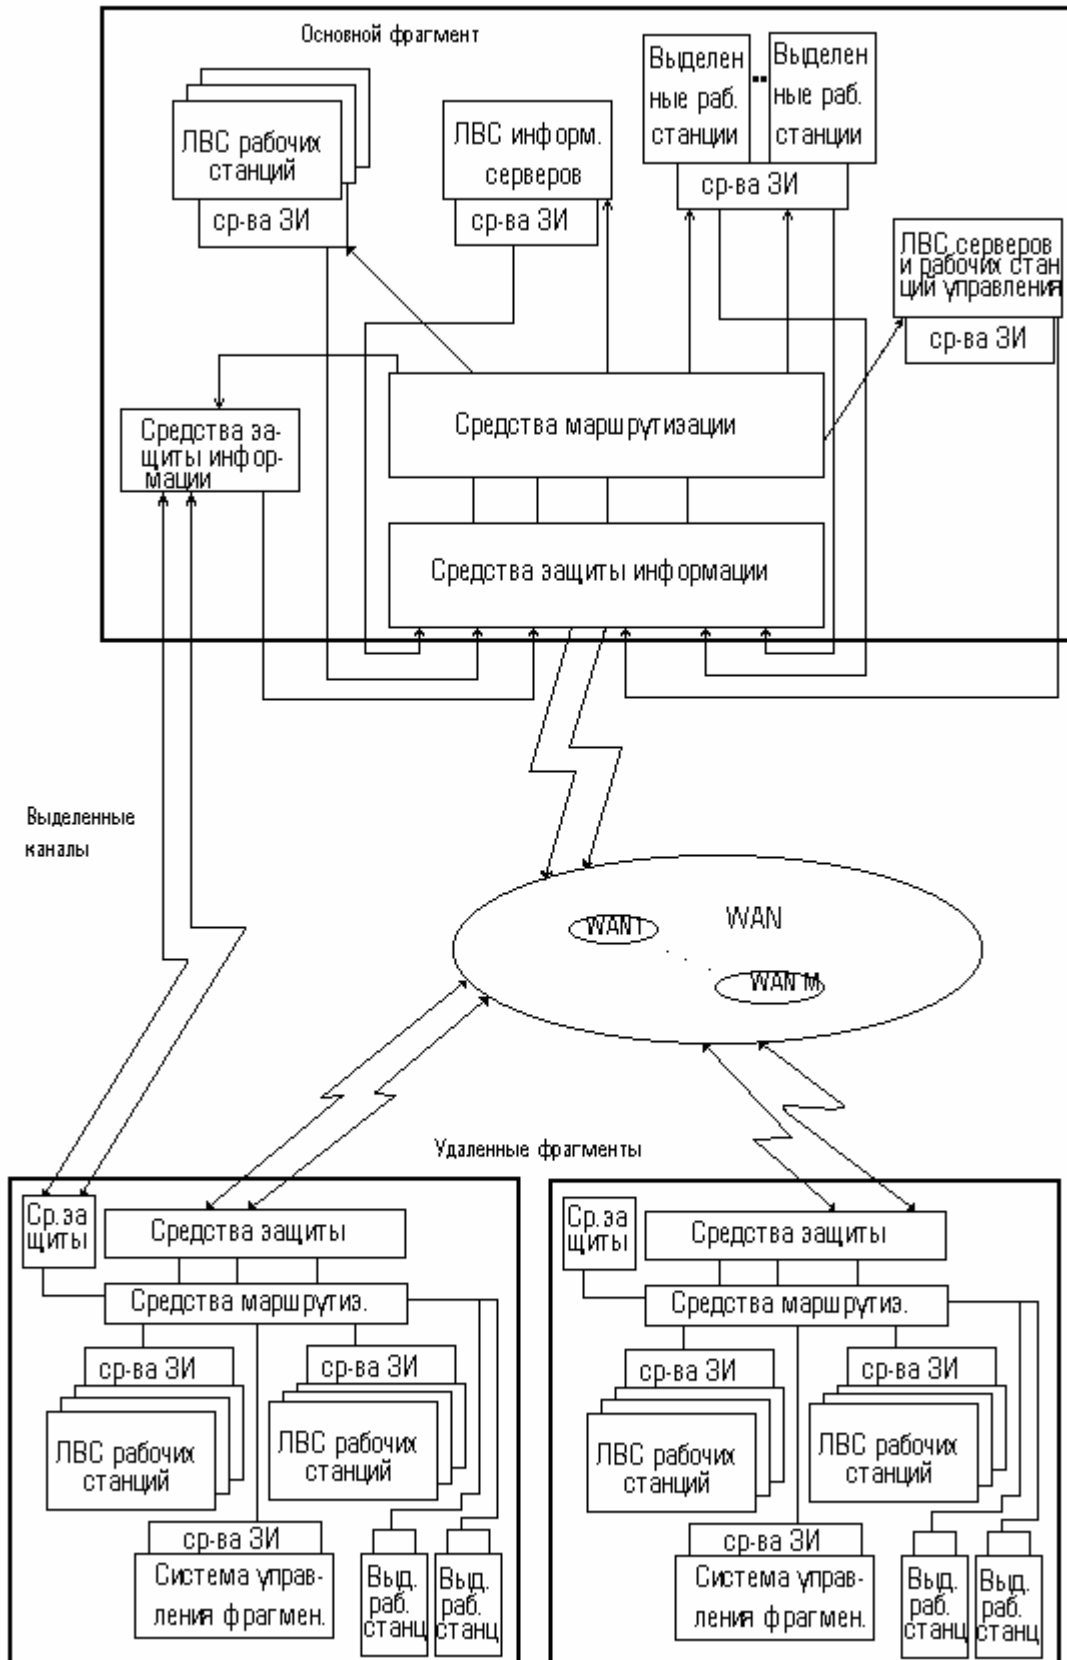 Основной фрагмент
ЛВС рабочих
станций
ср-ва ЗИ
ЛВС информ.
серверов
ср-ва ЗИ
Выделен
ные раб.
станции
..
Выделен
ные раб.
станции
ср-ва ЗИ
ЛВС серверов
и рабочих стан
ций управления
ср-ва ЗИ
Средства за-
щиты инфор-
мации
Средства маршрутизации
Средства защиты информации
Выделенные
каналы
WAN 1
WAN
WAN M
Удаленные фрагменты
Ср. за
щиты
Средства защиты
Средства маршрутиз.
ср-ва ЗИ
ЛВС рабочих
станций
ср-ва ЗИ
ЛВС рабочих
станций
ср-ва ЗИ
Система управ-
ления фрагмен.
Выд.
раб.
станц
Выд.
раб.
станц
Ср. за
щиты
Средства защиты
Средства маршрутиз.
ср-ва ЗИ
ЛВС рабочих
станций
ср-ва ЗИ
ЛВС рабочих
станций
ср-ва ЗИ
Система управ-
ления фрагмен.
Выд.
раб.
станц
Выд.
раб.
станц